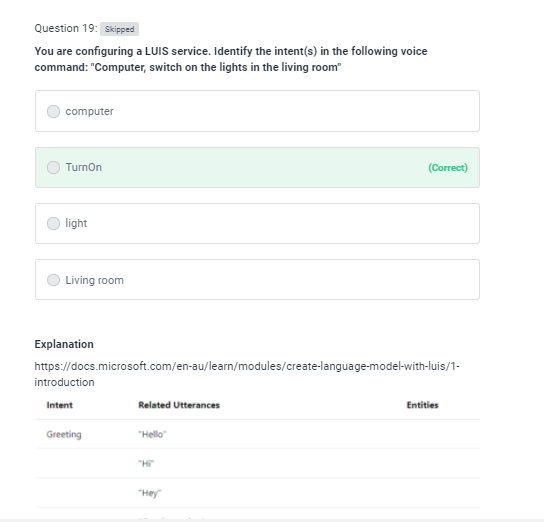 Question 19: Skipped
You are configuring a LUIS service. Identify the intent(s) in the following voice
command: "Computer, switch on the lights in the living room"
computer
TurnOn (Correct)
light
Living room
Explanation
https://docs.microsoft.com/en-au/learn/modules/create-language-model-with-luis/1-
introduction
Intent Related Utterances Entities
Greeting "Hello"
"Hi"
"Hey"